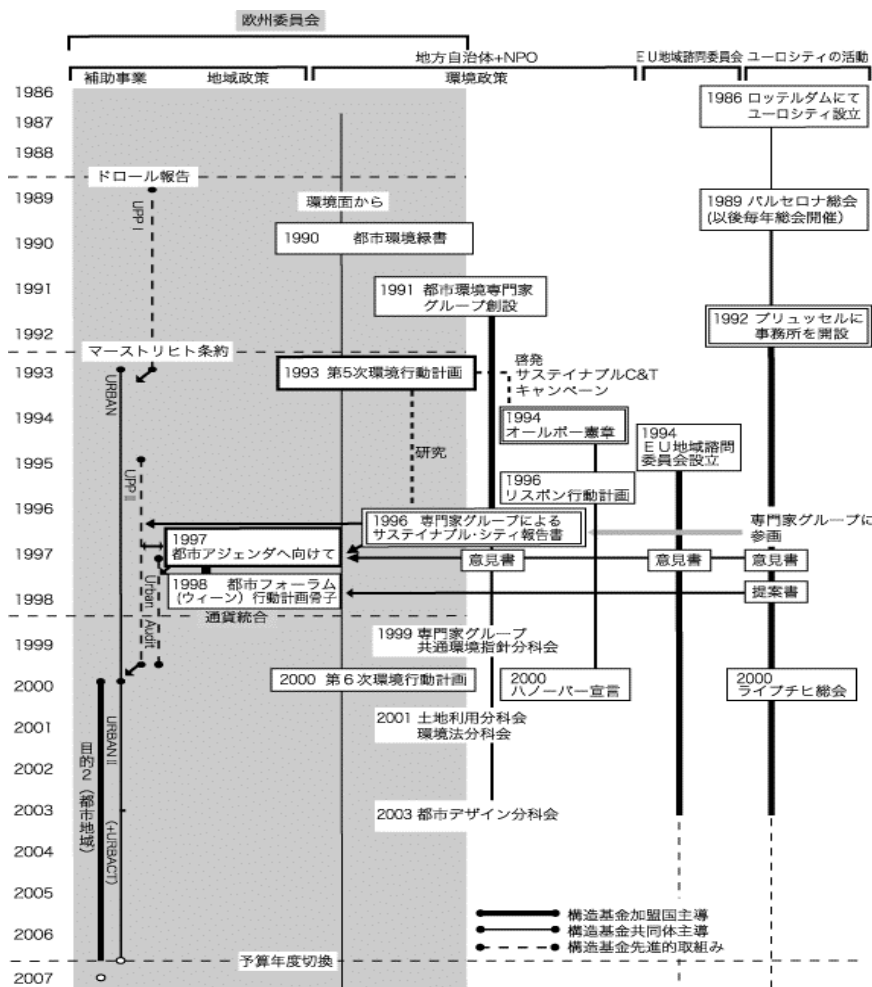 欧州委員会
地方自治体+NPO
EU地域諮問委員会
ユーロシティの活動
補助事業
地域政策
環境政策
1986
1986 ロッテルダムにて
ユーロシティ設立
1987
1988
ドロール報告
1989
UPP I
環境面から
1989 バルセロナ総会
(以後毎年総会開催)
1990
1990 都市環境緑書
1991
1991 都市環境専門家
グループ創設
1992
1992 ブリュッセルに
事務所を開設
マーストリヒト条約
1993
URBAN
1993 第5次環境行動計画
啓発
サステイナブルC&T
キャンペーン
1994
1994
オールボー憲章
1994
EU地域諮問
委員会設立
研究
1995
UPP II
1996
リスボン行動計画
1996
1996 専門家グループによる
サステイナブル・シティ報告書
専門家グループに
参画
1997
1997
都市アジェンダへ向けて
意見書
意見書
意見書
Urban Audit
1998 都市フォーラム
(ウィーン) 行動計画骨子
提案書
1998
通貨統合
1999
1999 専門家グループ
共通環境指針分科会
2000
2000 第6次環境行動計画
2000
ハノーバー宣言
2000
ライプチヒ総会
2001
URBAN II
2001 土地利用分科会
環境法分科会
目的2(都市地域)
2002
2003
2003 都市デザイン分科会
(+URBACT)
2004
2005
構造基金加盟国主導
2006
構造基金共同体主導
構造基金先進的取組み
予算年度切換
2007